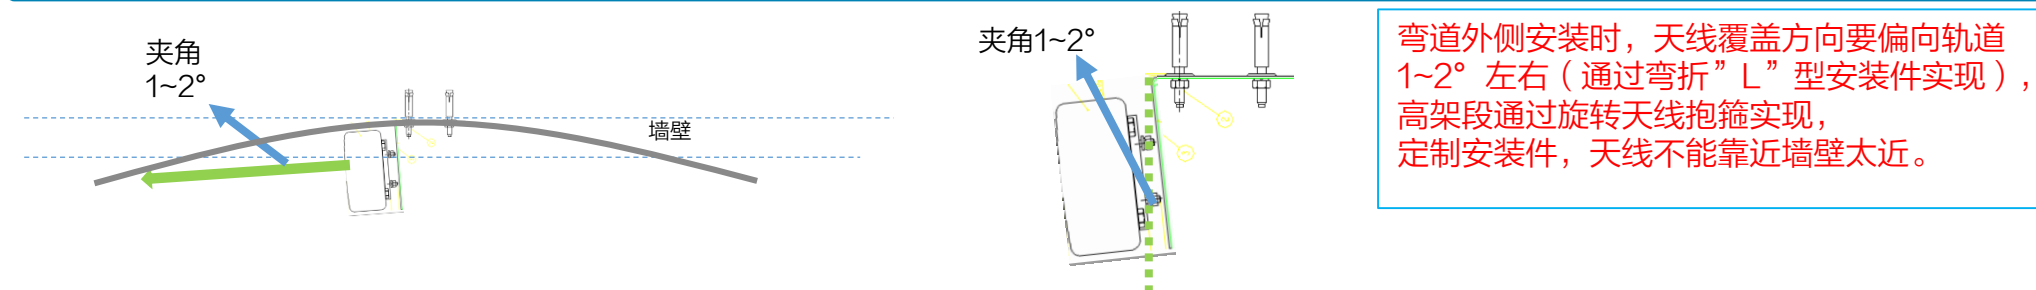 夹角
1~2°
墙壁
夹角1~2°
弯道外侧安装时，天线覆盖方向要偏向轨道
1~2° 左右（通过弯折”L”型安装件实现），
高架段通过旋转天线抱箍实现，
定制安装件，天线不能靠近墙壁太近。